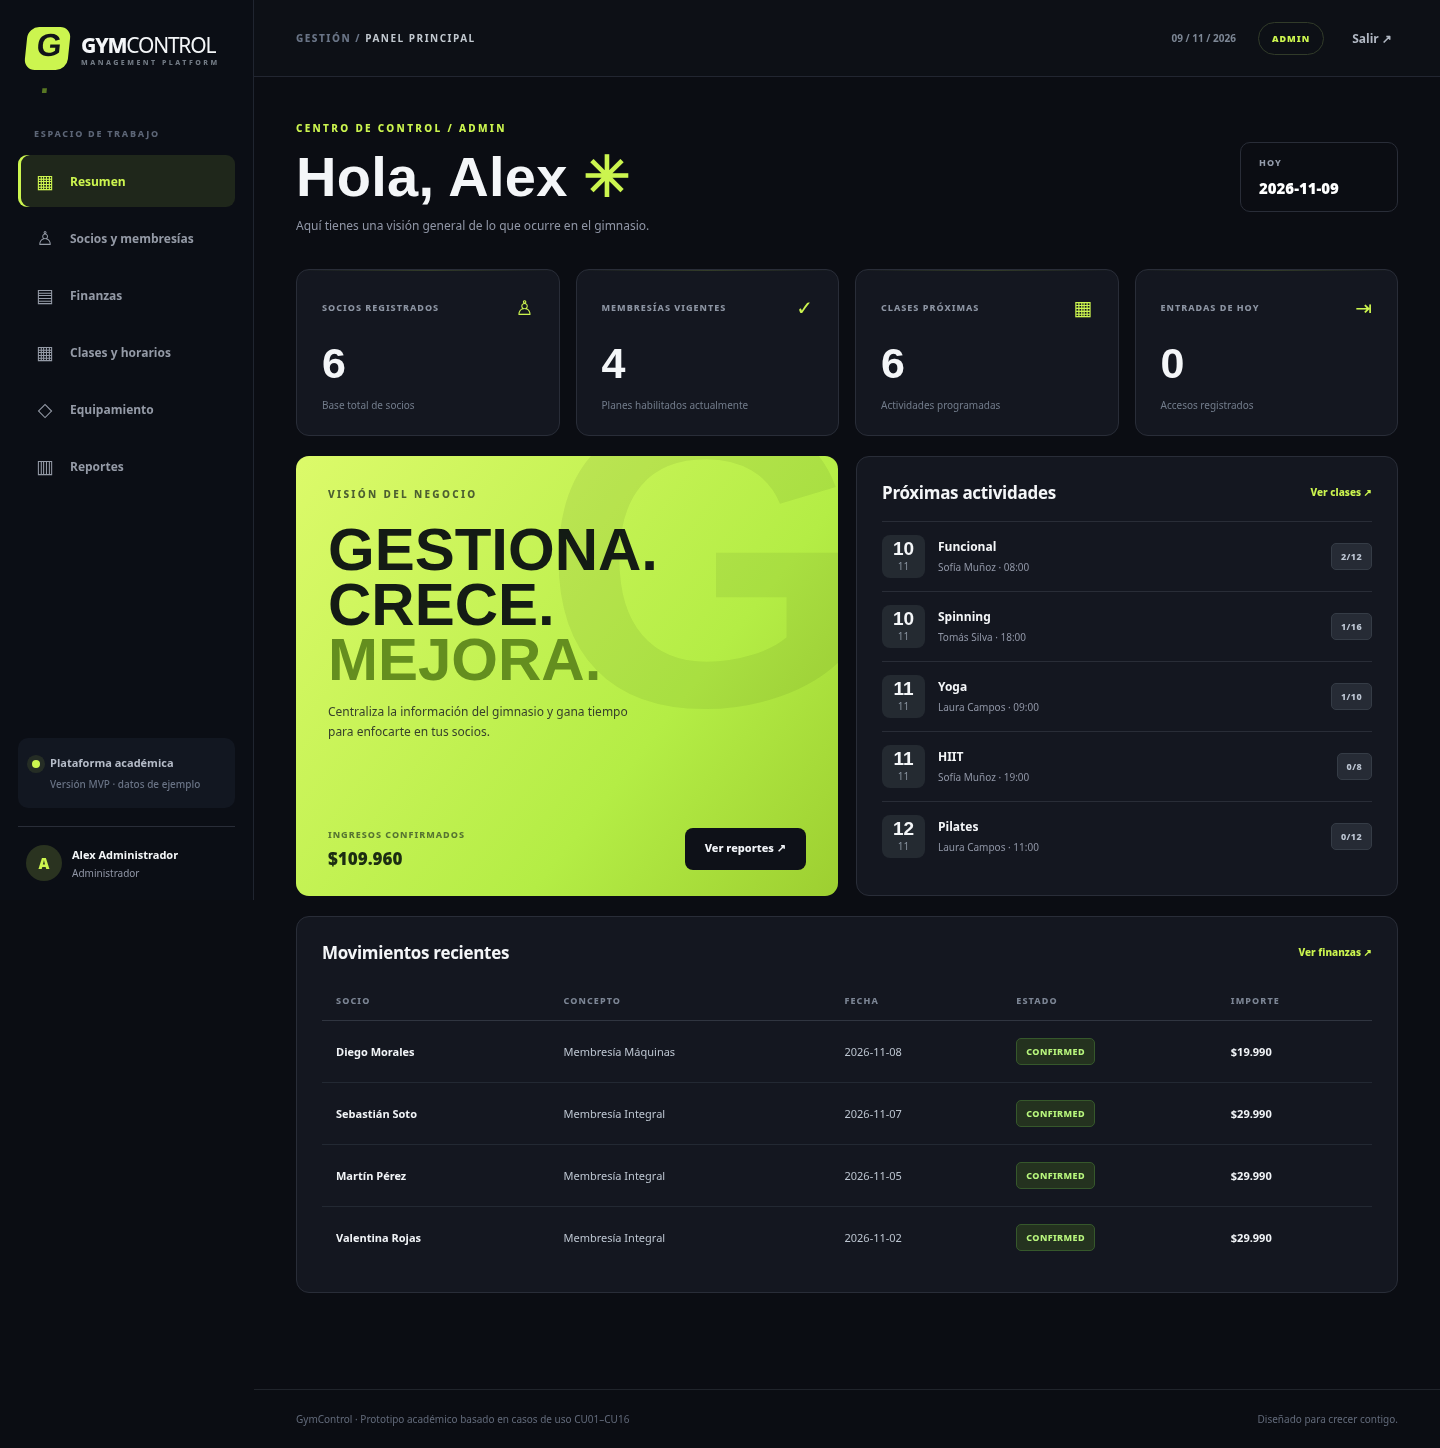 G GYMCONTROL
MANAGEMENT PLATFORM
ESPACIO DE TRABAJO
Resumen
Socios y membresías
Finanzas
Clases y horarios
Equipamiento
Reportes
Plataforma académica
Versión MVP · datos de ejemplo
A Alex Administrador
Administrador
GESTIÓN / PANEL PRINCIPAL
09 / 11 / 2026 ADMIN Salir ↗
CENTRO DE CONTROL / ADMIN
Hola, Alex ✳
Aquí tienes una visión general de lo que ocurre en el gimnasio.
HOY
2026-11-09
SOCIOS REGISTRADOS
6
Base total de socios
MEMBRESÍAS VIGENTES ✓
4
Planes habilitados actualmente
CLASES PRÓXIMAS
6
Actividades programadas
ENTRADAS DE HOY ⇥
0
Accesos registrados
G
VISIÓN DEL NEGOCIO
GESTIONA.
CRECE.
MEJORA.
Centraliza la información del gimnasio y gana tiempo
para enfocarte en tus socios.
INGRESOS CONFIRMADOS
$109.960
Ver reportes ↗
Próximas actividades Ver clases ↗
10 Funcional
11 Sofía Muñoz · 08:00
2/12
10 Spinning
11 Tomás Silva · 18:00
1/16
11 Yoga
11 Laura Campos · 09:00
1/10
11 HIIT
11 Sofía Muñoz · 19:00
0/8
12 Pilates
11 Laura Campos · 11:00
0/12
Movimientos recientes Ver finanzas ↗
SOCIO CONCEPTO FECHA ESTADO IMPORTE
Diego Morales Membresía Máquinas 2026-11-08 CONFIRMED $19.990
Sebastián Soto Membresía Integral 2026-11-07 CONFIRMED $29.990
Martín Pérez Membresía Integral 2026-11-05 CONFIRMED $29.990
Valentina Rojas Membresía Integral 2026-11-02 CONFIRMED $29.990
GymControl · Prototipo académico basado en casos de uso CU01–CU16 Diseñado para crecer contigo.